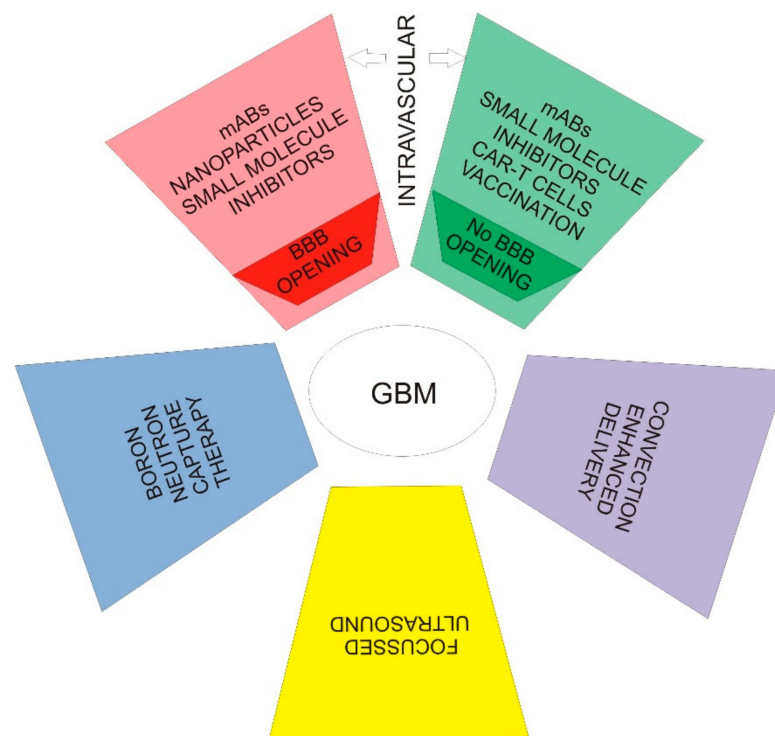 INTRAVASCULAR
mABs
NANOPARTICLES
SMALL MOLECULE
INHIBITORS
BBB
OPENING
mABs
SMALL MOLECULE
INHIBITORS
CAR-T CELLS
VACCINATION
No BBB
OPENING
GBM
BORON
NEUTRON
CAPTURE
THERAPY
CONVECTION
ENHANCED
DELIVERY
FOCUSSED
ULTRASOUND